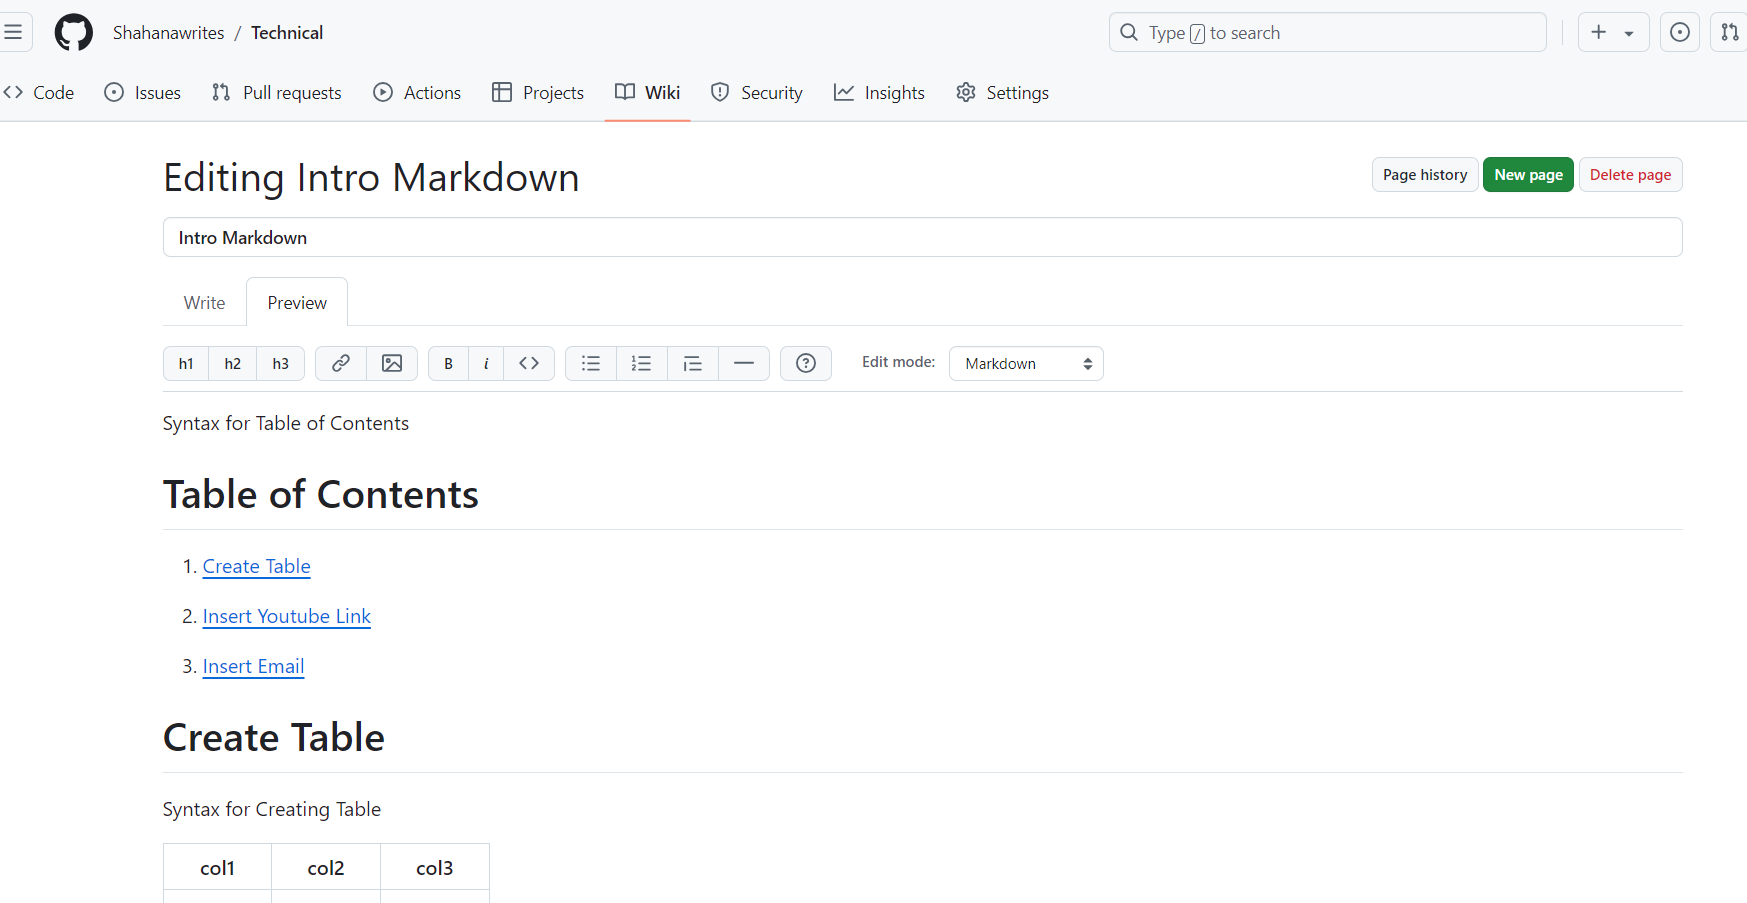 Shahanawrites / Technical
Type / to search
Code Issues Pull requests Actions Projects Wiki Security Insights Settings
Editing Intro Markdown
Page history New page Delete page
Intro Markdown
Write Preview
h1 h2 h3 B i Edit mode: Markdown
Syntax for Table of Contents
Table of Contents
1. Create Table
2. Insert Youtube Link
3. Insert Email
Create Table
Syntax for Creating Table
col1 col2 col3